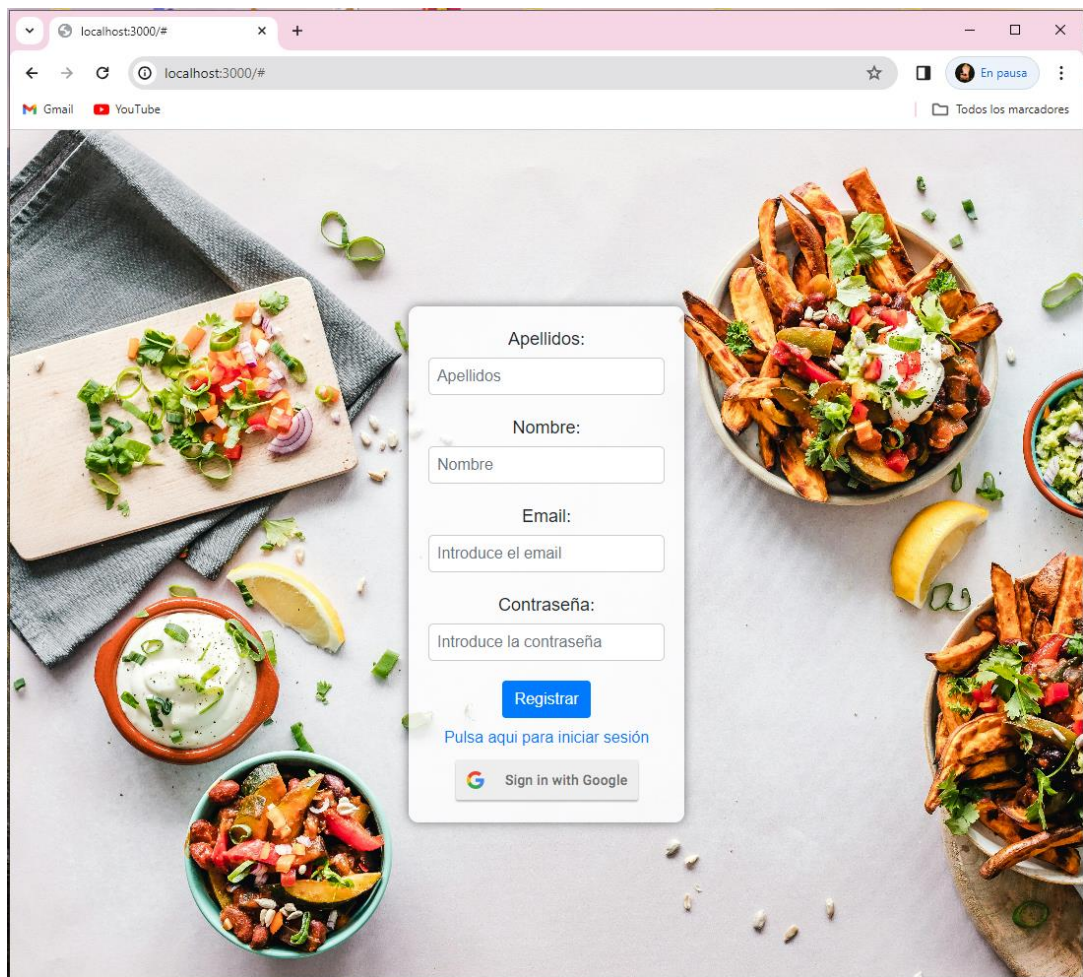 localhost:3000/#
localhost:3000/#
En pausa
Gmail YouTube Todos los marcadores
Apellidos:
Apellidos
Nombre:
Nombre
Email:
Introduce el email
Contraseña:
Introduce la contraseña
Registrar
Pulsa aqui para iniciar sesión
Sign in with Google